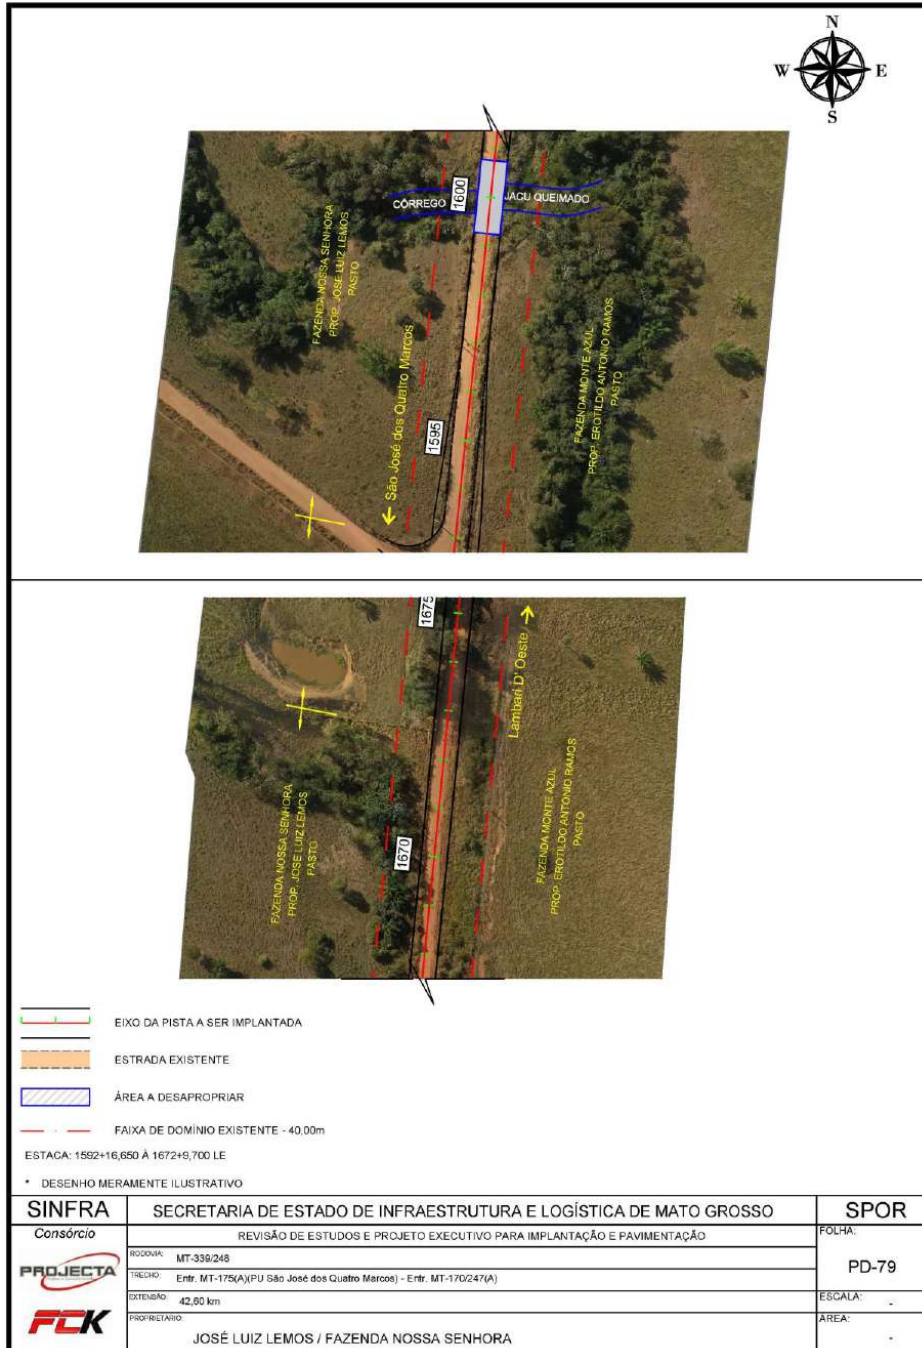 N
W E
S
CÓRREGO
1600
JACU QUEIMADO
FAZENDA NOSSA SENHORA
PROP. JOSE LUIZ LEMOS
PASTO
São José dos Quatro Marcos
1595
FAZENDA MONTE AZUL
PROP. EROTILDO ANTONIO RAMOS
PASTO
1675
Lambari D' Oeste
FAZENDA NOSSA SENHORA
PROP. JOSE LUIZ LEMOS
PASTO
1670
FAZENDA MONTE AZUL
PROP. EROTILDO ANTONIO RAMOS
PASTO
EIXO DA PISTA A SER IMPLANTADA
ESTRADA EXISTENTE
ÁREA A DESAPROPRIAR
FAIXA DE DOMÍNIO EXISTENTE - 40,00m
ESTACA: 1592+16,650 À 1672+9,700 LE
* DESENHO MERAMENTE ILUSTRATIVO
SINFRA
SECRETARIA DE ESTADO DE INFRAESTRUTURA E LOGÍSTICA DE MATO GROSSO
SPOR
Consórcio
REVISÃO DE ESTUDOS E PROJETO EXECUTIVO PARA IMPLANTAÇÃO E PAVIMENTAÇÃO
FOLHA:
PD-79
PROJECTA
RODOVIA: MT-339/248
TRECHO: Entr. MT-175(A)(PU São José dos Quatro Marcos) - Entr. MT-170/247(A)
EXTENSÃO: 42,60 km
ESCALA: -
FCK
PROPRIETÁRIO:
JOSÉ LUIZ LEMOS / FAZENDA NOSSA SENHORA
ÁREA:
-